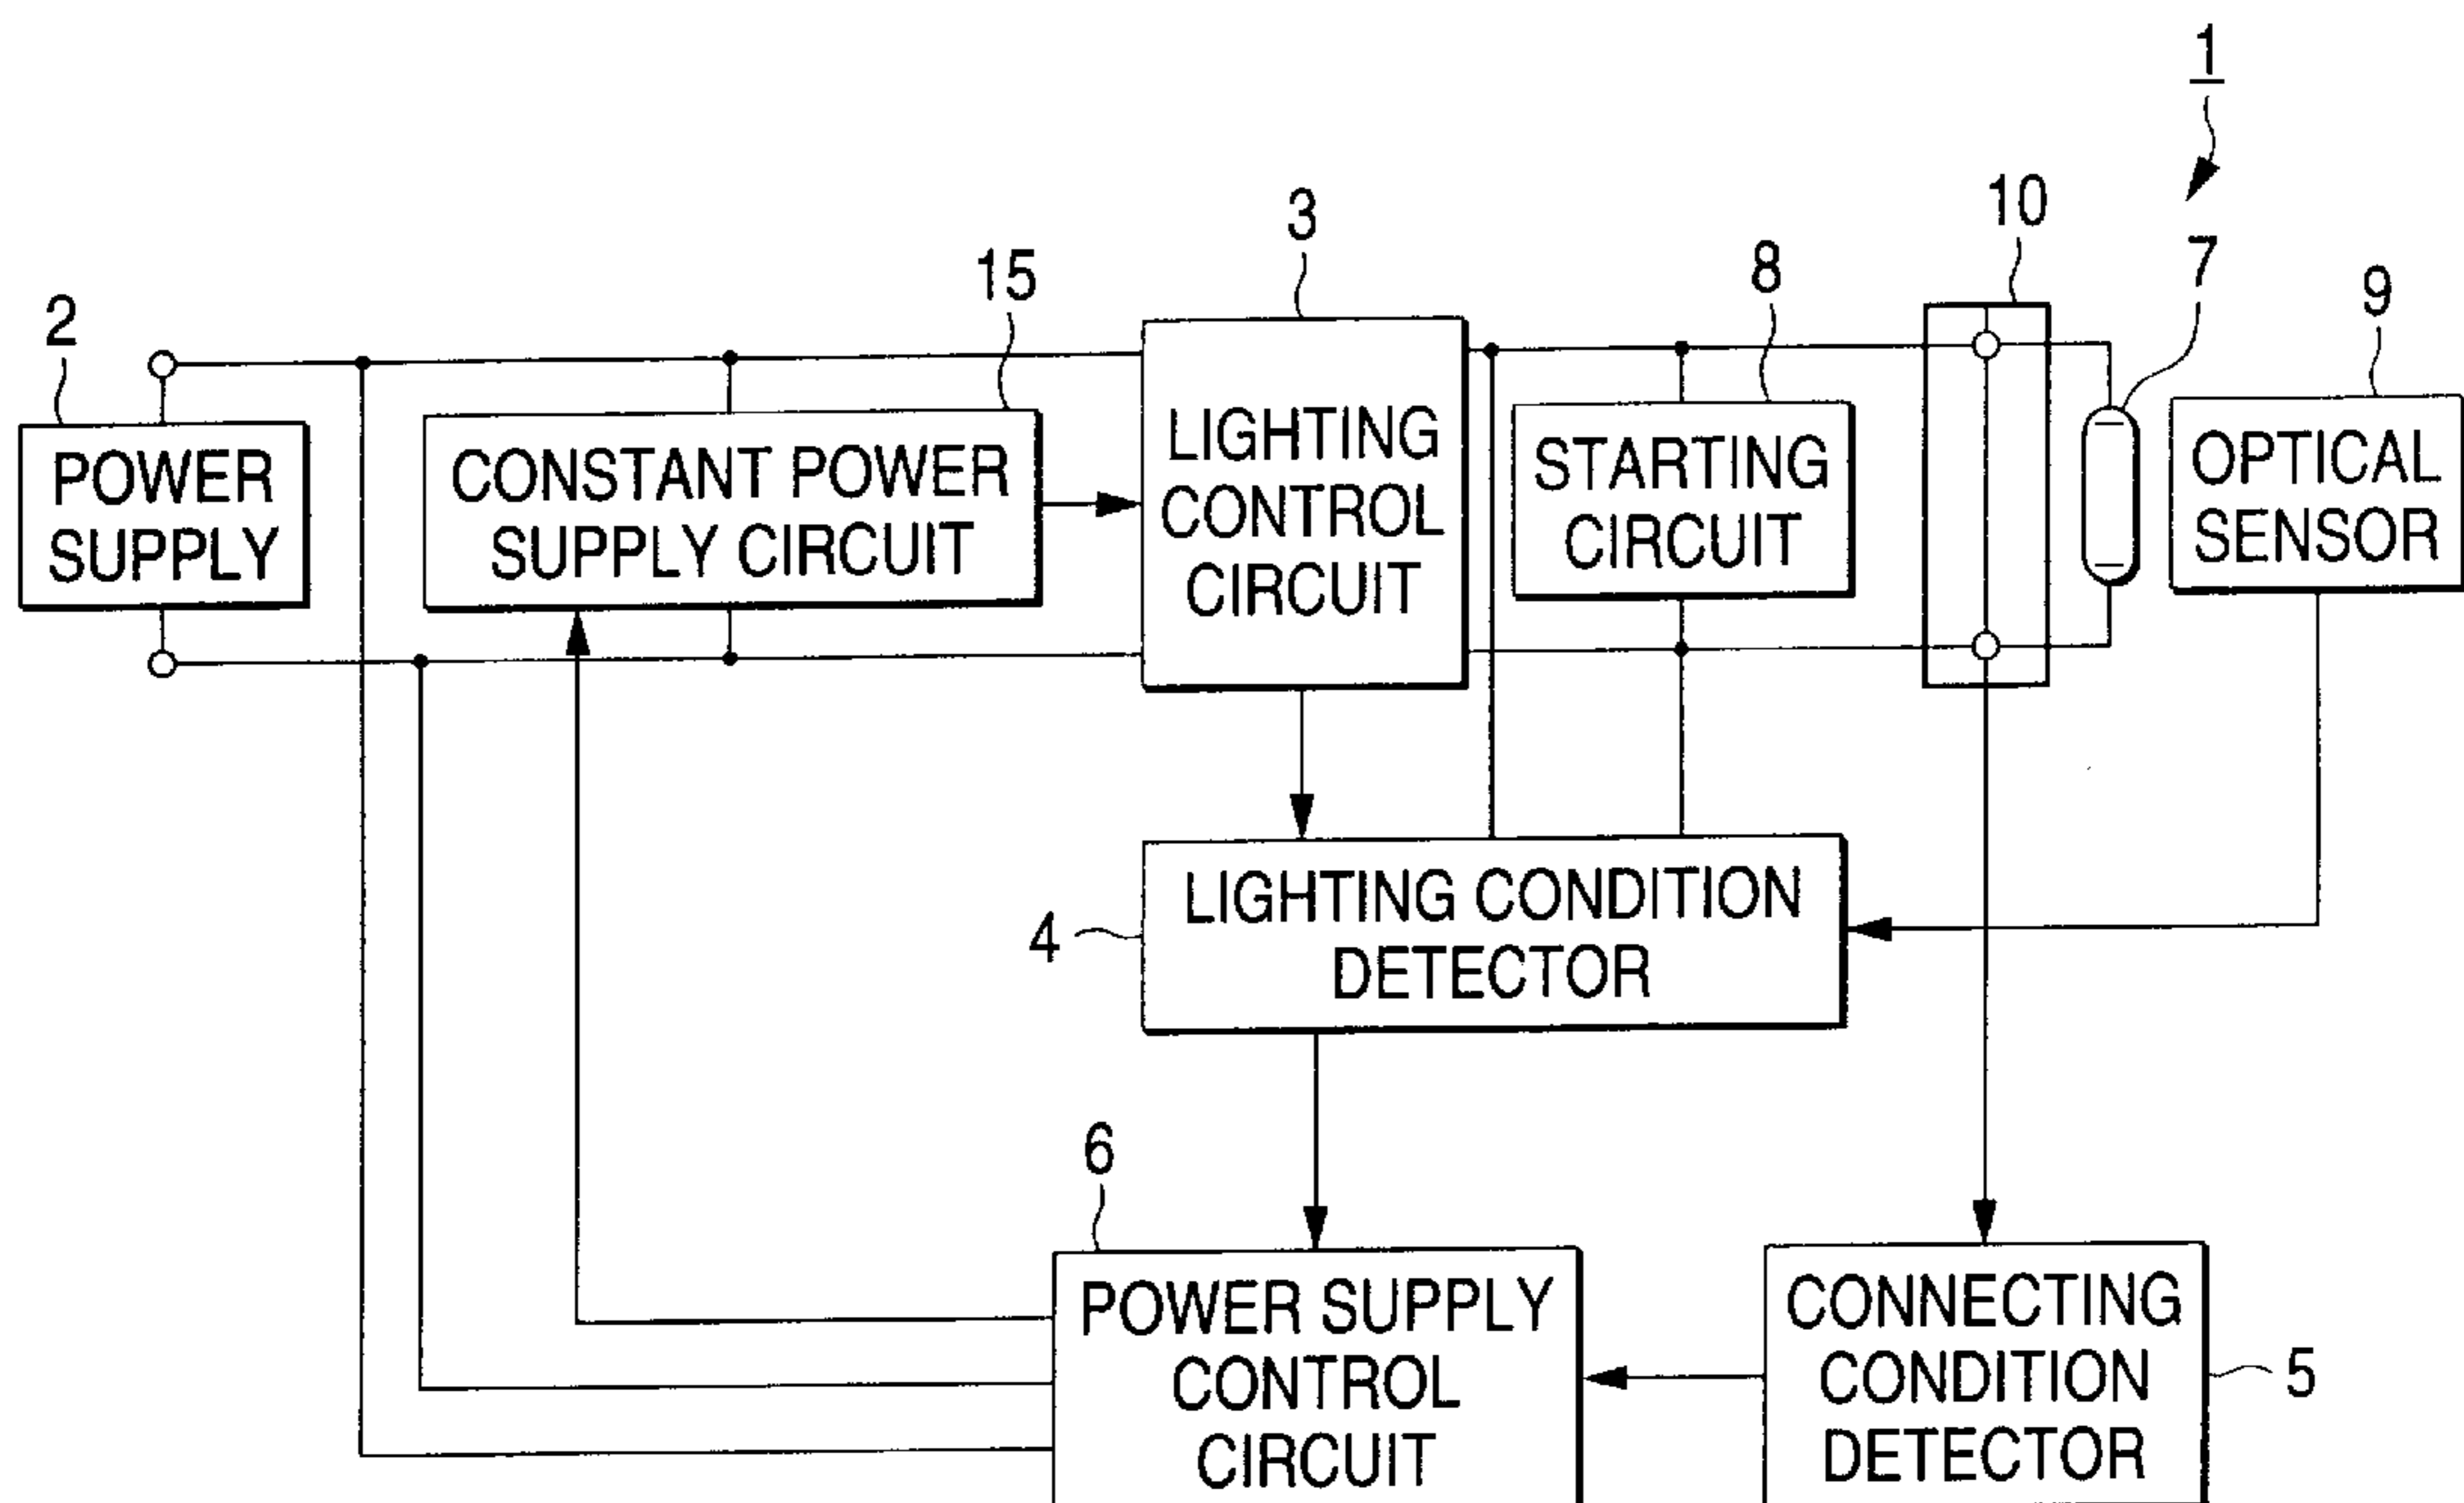 1
10
3
7
15
8
9
2
POWER
SUPPLY
CONSTANT POWER
SUPPLY CIRCUIT
LIGHTING
CONTROL
CIRCUIT
STARTING
CIRCUIT
OPTICAL
SENSOR
4
LIGHTING CONDITION
DETECTOR
6
POWER SUPPLY
CONTROL
CIRCUIT
CONNECTING
CONDITION
DETECTOR
5